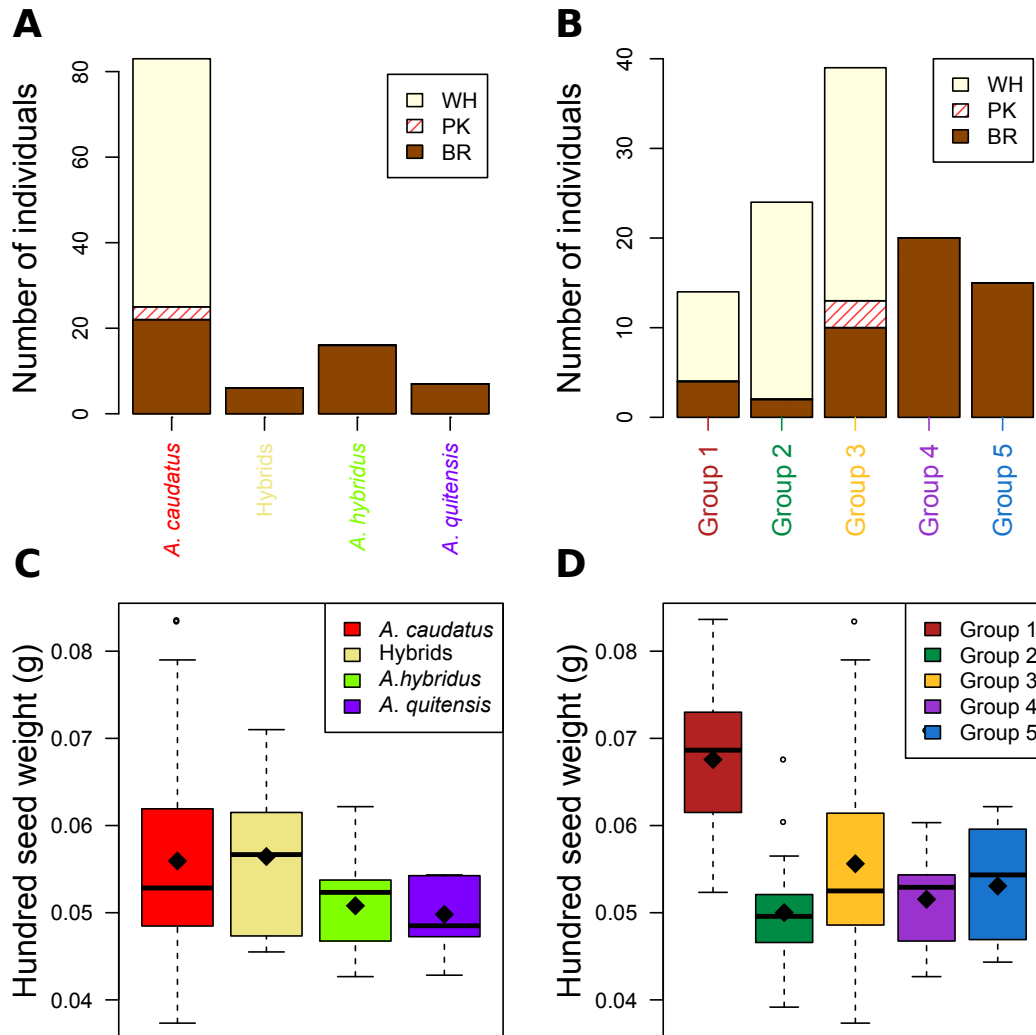 A
Number of individuals
0
20
40
60
80
WH
PK
BR
A. caudatus
Hybrids
A. hybridus
A. quitensis
B
Number of individuals
0
10
20
30
40
WH
PK
BR
Group 1
Group 2
Group 3
Group 4
Group 5
C
Hundred seed weight (g)
0.08
0.07
0.06
0.05
0.04
A. caudatus
Hybrids
A.hybridus
A. quitensis
D
Hundred seed weight (g)
0.08
0.07
0.06
0.05
0.04
Group 1
Group 2
Group 3
Group 4
Group 5